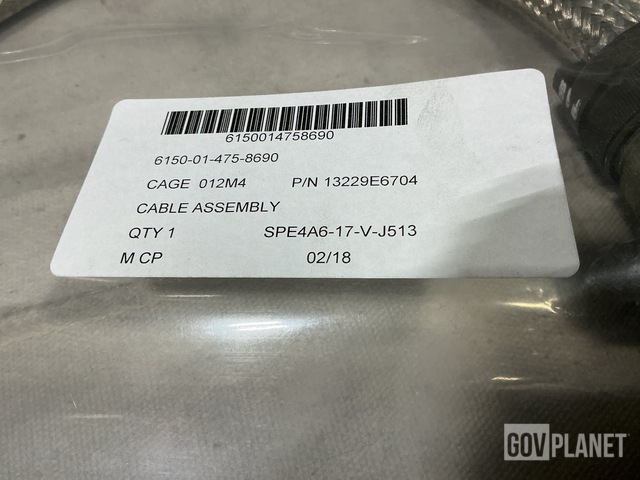 6150014758690
6150-01-475-8690
CAGE 012M4 P/N 13229E6704
CABLE ASSEMBLY
QTY 1 SPE4A6-17-V-J513
M CP 02/18
GOVPLANET